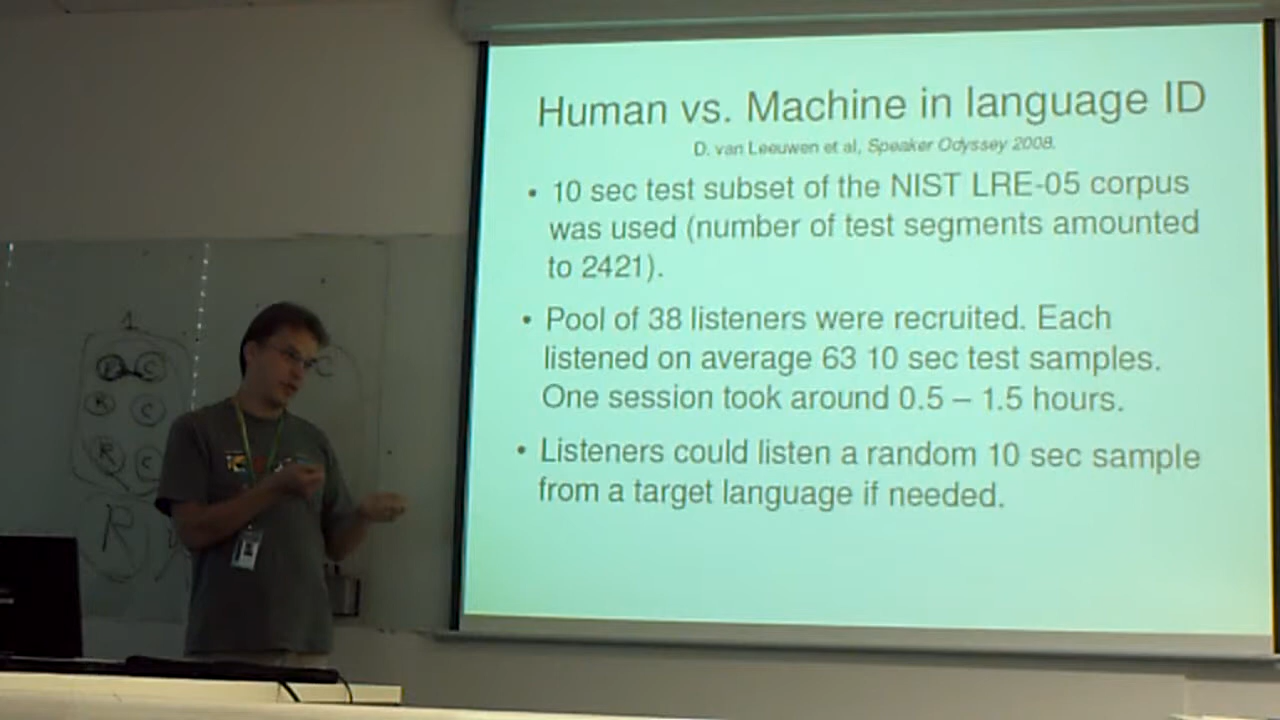 Human vs. Machine in language ID
D. van Leeuwen et al, Speaker Odyssey 2008.
• 10 sec test subset of the NIST LRE-05 corpus
was used (number of test segments amounted
to 2421).
• Pool of 38 listeners were recruited. Each
listened on average 63 10 sec test samples.
One session took around 0.5 – 1.5 hours.
• Listeners could listen a random 10 sec sample
from a target language if needed.
1
C
R C
R C
R